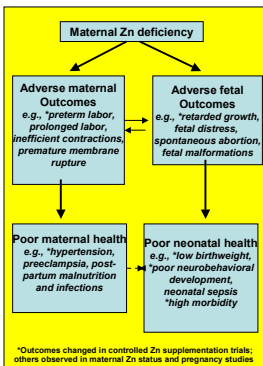 Maternal Zn deficiency
Adverse maternal
Outcomes
e.g., *preterm labor,
prolonged labor,
inefficient contractions,
premature membrane
rupture
Adverse fetal
Outcomes
e.g., *retarded growth,
fetal distress,
spontaneous abortion,
fetal malformations
Poor maternal health
e.g., *hypertension,
preeclampsia, post-
partum malnutrition
and infections
Poor neonatal health
e.g., *low birthweight,
*poor neurobehavioral
development,
neonatal sepsis
*high morbidity
*Outcomes changed in controlled Zn supplementation trials;
others observed in maternal Zn status and pregnancy studies